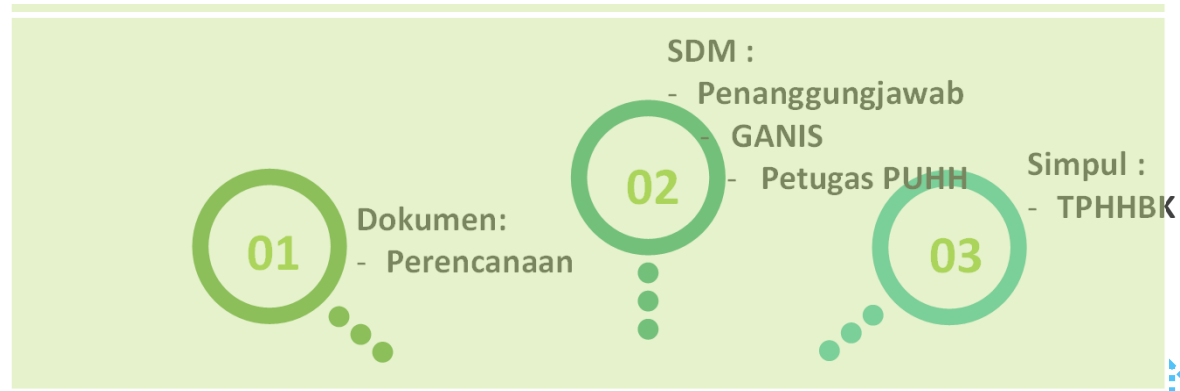 01
Dokumen:
- Perencanaan
02
SDM :
- Penanggungjawab
- GANIS
- Petugas PUHH
03
Simpul :
- TPHHBK